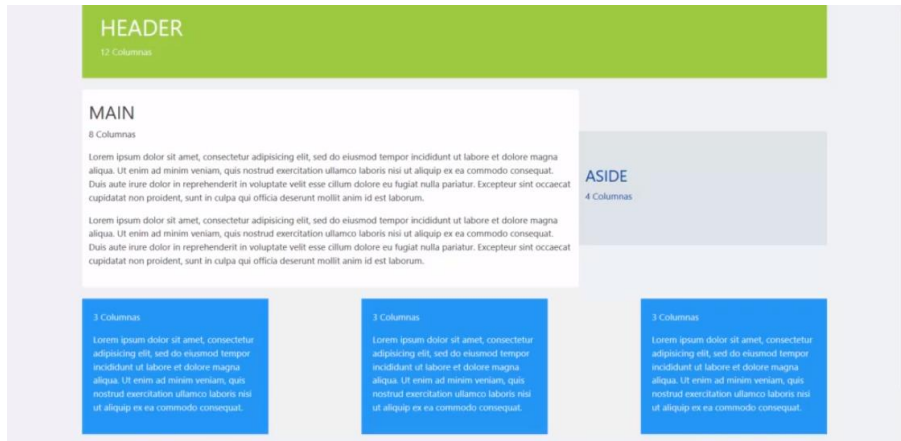 HEADER
12 Columnas
MAIN
8 Columnas
Lorem ipsum dolor sit amet, consectetur adipisicing elit, sed do eiusmod tempor incididunt ut labore et dolore magna
aliqua. Ut enim ad minim veniam, quis nostrud exercitation ullamco laboris nisi ut aliquip ex ea commodo consequat.
Duis aute irure dolor in reprehenderit in voluptate velit esse cillum dolore eu fugiat nulla pariatur. Excepteur sint occaecat
cupidatat non proident, sunt in culpa qui officia deserunt mollit anim id est laborum.
Lorem ipsum dolor sit amet, consectetur adipisicing elit, sed do eiusmod tempor incididunt ut labore et dolore magna
aliqua. Ut enim ad minim veniam, quis nostrud exercitation ullamco laboris nisi ut aliquip ex ea commodo consequat.
Duis aute irure dolor in reprehenderit in voluptate velit esse cillum dolore eu fugiat nulla pariatur. Excepteur sint occaecat
cupidatat non proident, sunt in culpa qui officia deserunt mollit anim id est laborum.
ASIDE
4 Columnas
3 Columnas
Lorem ipsum dolor sit amet, consectetur
adipisicing elit, sed do eiusmod tempor
incididunt ut labore et dolore magna
aliqua. Ut enim ad minim veniam, quis
nostrud exercitation ullamco laboris nisi
ut aliquip ex ea commodo consequat.
3 Columnas
Lorem ipsum dolor sit amet, consectetur
adipisicing elit, sed do eiusmod tempor
incididunt ut labore et dolore magna
aliqua. Ut enim ad minim veniam, quis
nostrud exercitation ullamco laboris nisi
ut aliquip ex ea commodo consequat.
3 Columnas
Lorem ipsum dolor sit amet, consectetur
adipisicing elit, sed do eiusmod tempor
incididunt ut labore et dolore magna
aliqua. Ut enim ad minim veniam, quis
nostrud exercitation ullamco laboris nisi
ut aliquip ex ea commodo consequat.